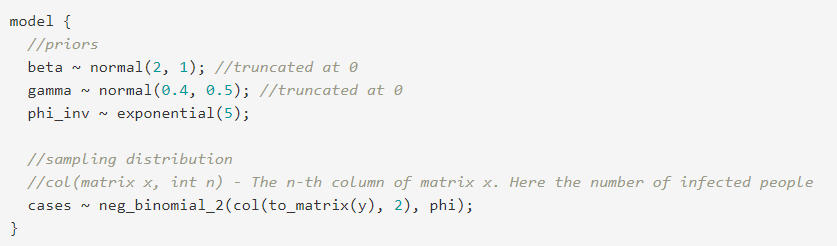 model {
  //priors
  beta ~ normal(2, 1); //truncated at 0
  gamma ~ normal(0.4, 0.5); //truncated at 0
  phi_inv ~ exponential(5);

  //sampling distribution
  //col(matrix x, int n) - The n-th column of matrix x. Here the number of infected people
  cases ~ neg_binomial_2(col(to_matrix(y), 2), phi);
}